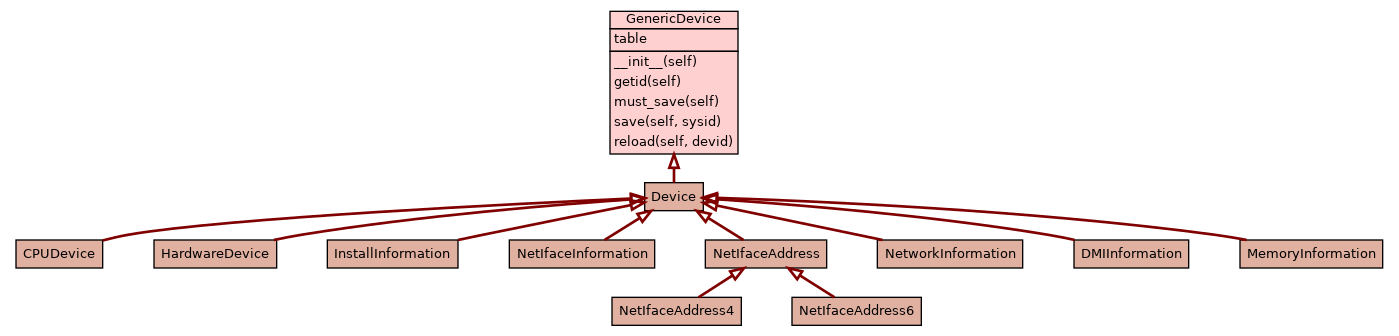 GenericDevice
table
__init__(self)
getid(self)
must_save(self)
save(self, sysid)
reload(self, devid)
Device
CPUDevice
HardwareDevice
InstallInformation
NetIfaceInformation
NetIfaceAddress
NetworkInformation
DMIInformation
MemoryInformation
NetIfaceAddress4
NetIfaceAddress6